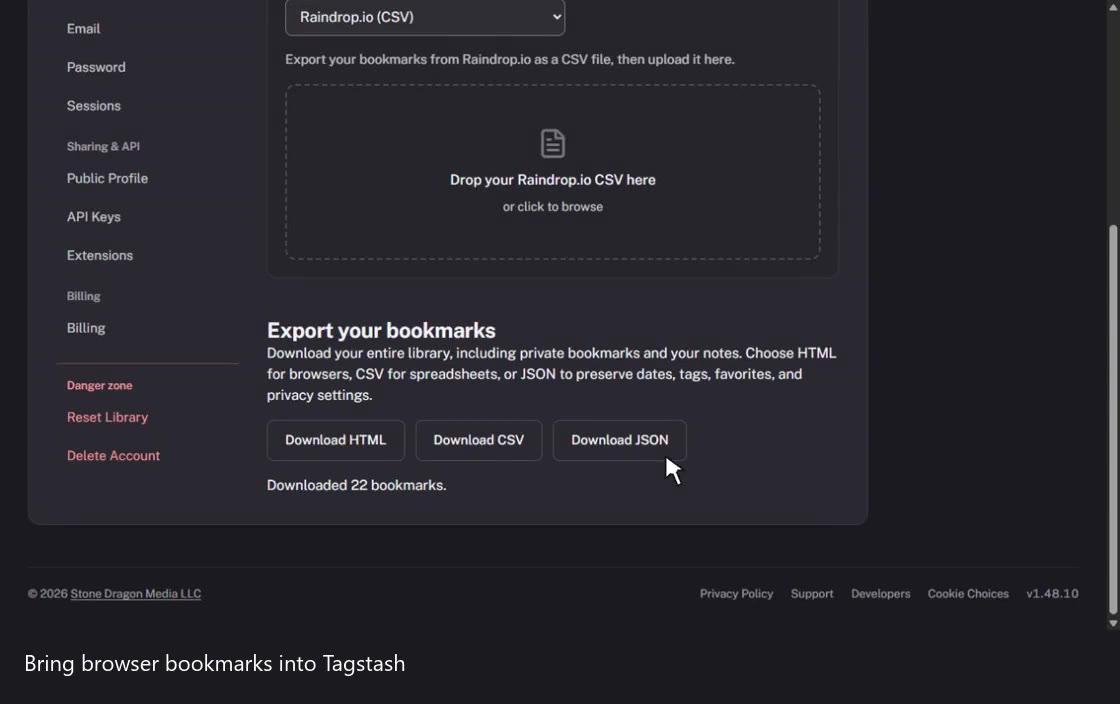 Email
Password
Sessions
Sharing & API
Public Profile
API Keys
Extensions
Billing
Billing
Danger zone
Reset Library
Delete Account
Raindrop.io (CSV)
Export your bookmarks from Raindrop.io as a CSV file, then upload it here.
Drop your Raindrop.io CSV here
or click to browse
Export your bookmarks
Download your entire library, including private bookmarks and your notes. Choose HTML
for browsers, CSV for spreadsheets, or JSON to preserve dates, tags, favorites, and
privacy settings.
Download HTML
Download CSV
Download JSON
Downloaded 22 bookmarks.
© 2026 Stone Dragon Media LLC
Privacy Policy
Support
Developers
Cookie Choices
v1.48.10
Bring browser bookmarks into Tagstash